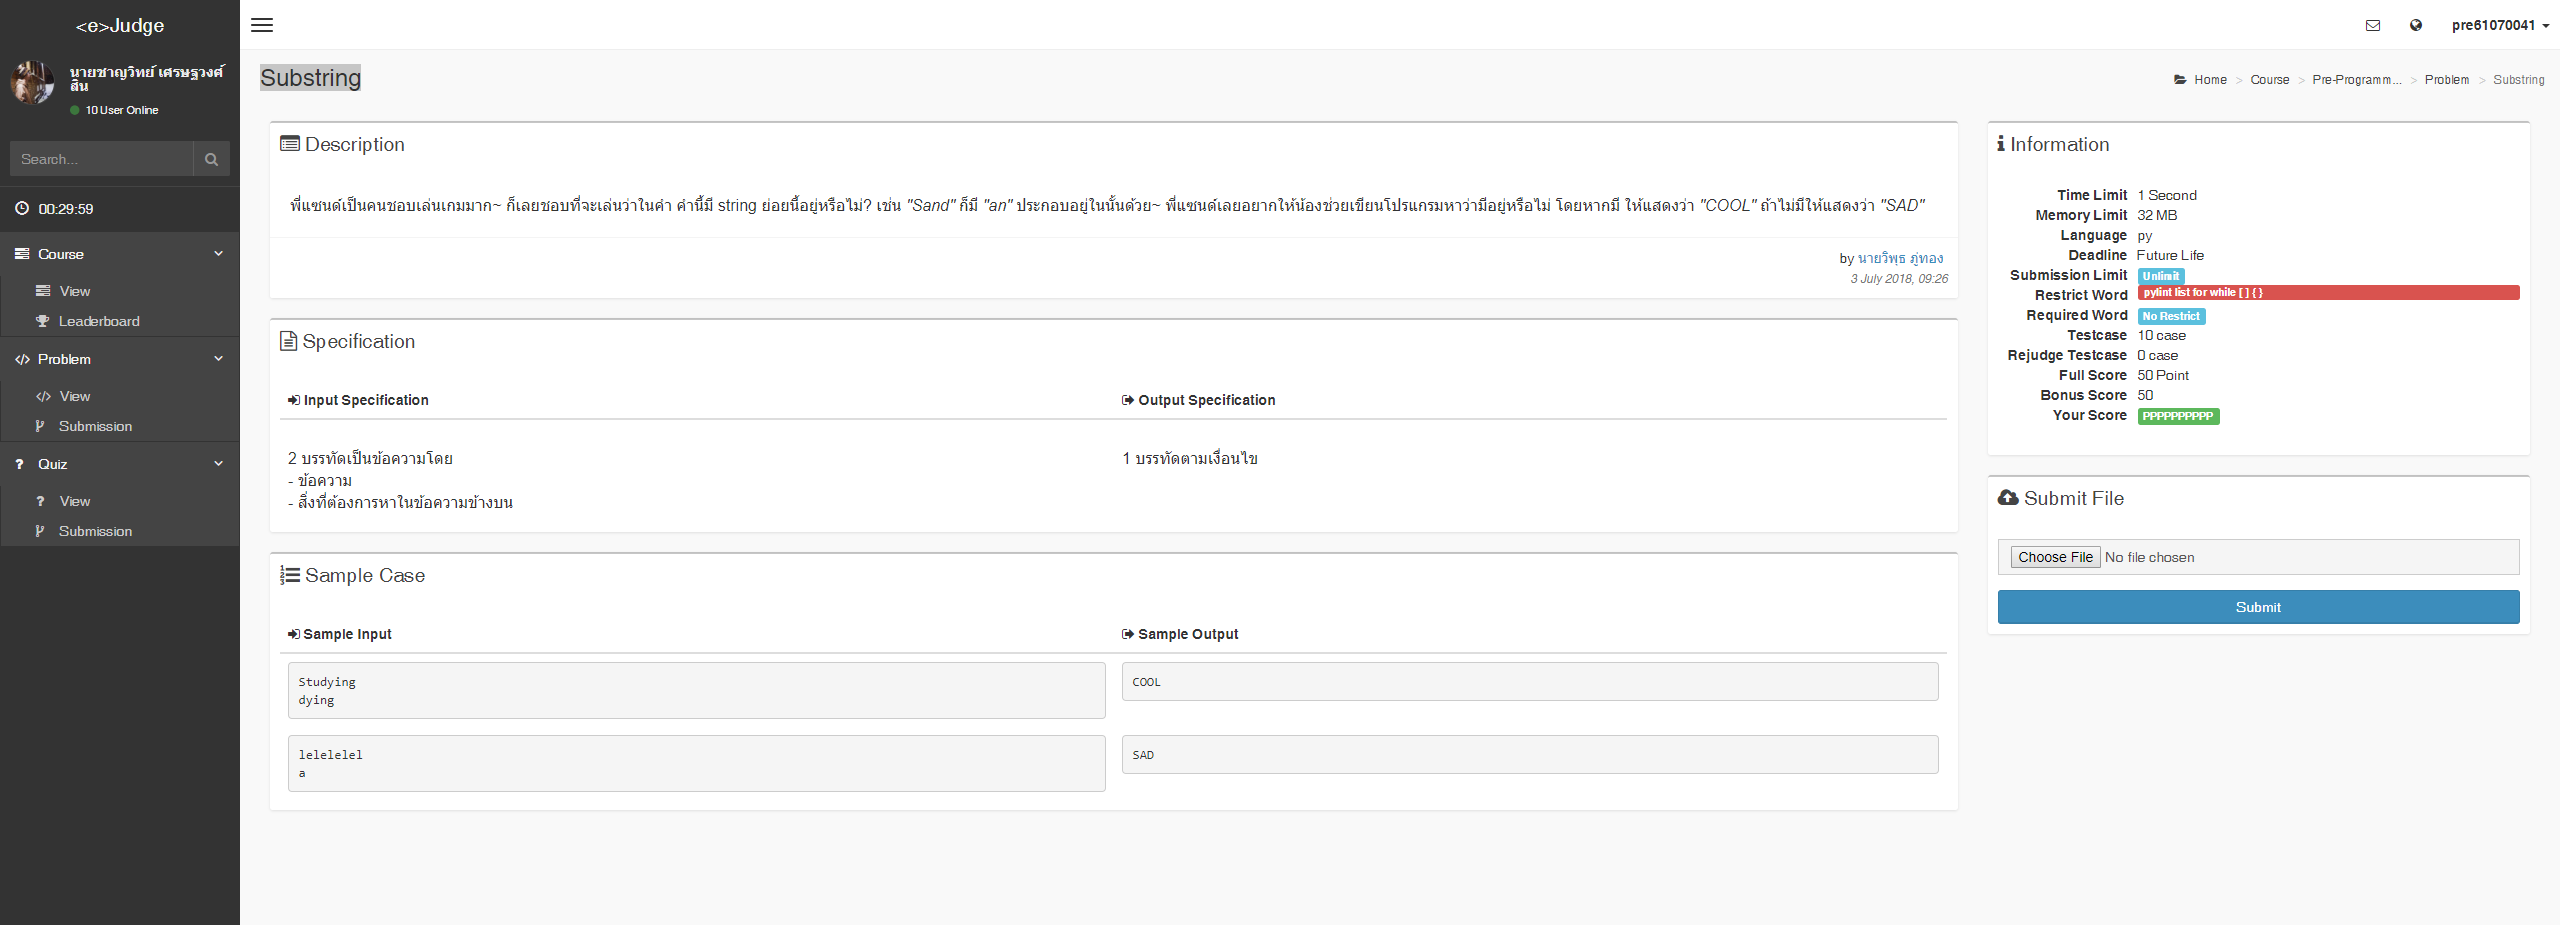 <e>Judge
นายชาญวิทย์ เศรษฐวงศ์
สิน
10 User Online
Search...
00:29:59
Course
View
Leaderboard
Problem
View
Submission
Quiz
View
Submission
pre61070041
Substring
Home > Course > Pre-Programm... > Problem > Substring
Description
พี่แซนด์เป็นคนชอบเล่นเกมมาก~ ก็เลยชอบที่จะเล่นว่าในคำ คำนี้มี string ย่อยนี้อยู่หรือไม่? เช่น "Sand" ก็มี "an" ประกอบอยู่ในนั้นด้วย~ พี่แซนด์เลยอยากให้น้องช่วยเขียนโปรแกรมหาว่ามีอยู่หรือไม่ โดยหากมี ให้แสดงว่า "COOL" ถ้าไม่มีให้แสดงว่า "SAD"
by นายวิพุธ ภู่ทอง
3 July 2018, 09:26
Specification
Input Specification
Output Specification
2 บรรทัดเป็นข้อความโดย
- ข้อความ
- สิ่งที่ต้องการหาในข้อความข้างบน
1 บรรทัดตามเงื่อนไข
Sample Case
Sample Input
Sample Output
Studying
dying
COOL
lelelelel
a
SAD
Information
Time Limit 1 Second
Memory Limit 32 MB
Language py
Deadline Future Life
Submission Limit Unlimit
Restrict Word pylint list for while [ ] { }
Required Word No Restrict
Testcase 10 case
Rejudge Testcase 0 case
Full Score 50 Point
Bonus Score 50
Your Score PPPPPPPPPP
Submit File
Choose File No file chosen
Submit